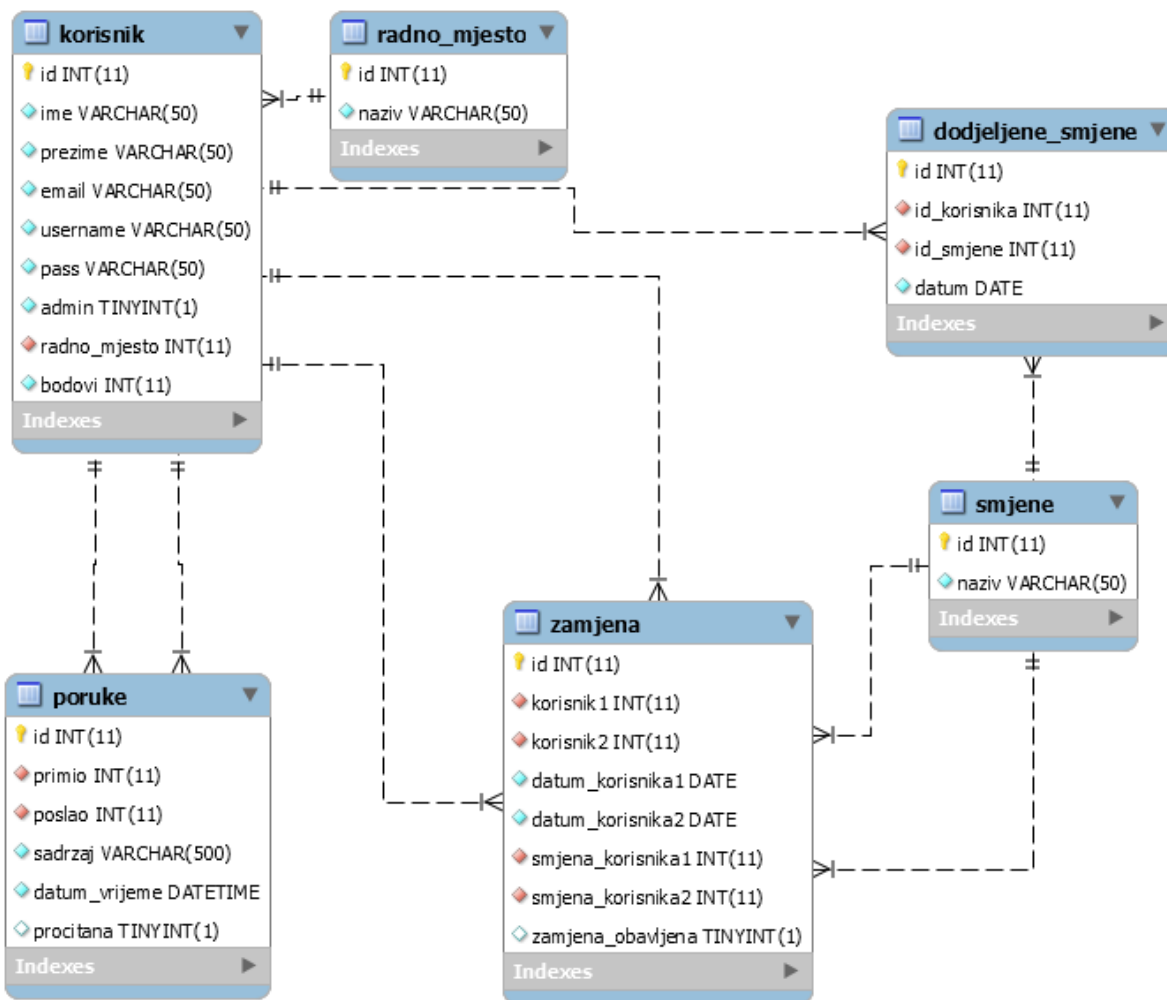 korisnik
id INT(11)
ime VARCHAR(50)
prezime VARCHAR(50)
email VARCHAR(50)
username VARCHAR(50)
pass VARCHAR(50)
admin TINYINT(1)
radno_mjesto INT(11)
bodovi INT(11)
Indexes
radno_mjesto
id INT(11)
naziv VARCHAR(50)
Indexes
dodjeljene_smjene
id INT(11)
id_korisnika INT(11)
id_smjene INT(11)
datum DATE
Indexes
smjene
id INT(11)
naziv VARCHAR(50)
Indexes
zamjena
id INT(11)
korisnik1 INT(11)
korisnik2 INT(11)
datum_korisnika1 DATE
datum_korisnika2 DATE
smjena_korisnika1 INT(11)
smjena_korisnika2 INT(11)
zamjena_obavljena TINYINT(1)
Indexes
poruke
id INT(11)
primio INT(11)
poslao INT(11)
sadrzaj VARCHAR(500)
datum_vrijeme DATETIME
procitana TINYINT(1)
Indexes